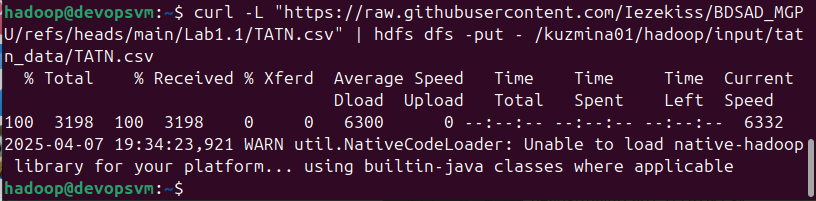 hadoop@devopsvm:~$ curl -L "https://raw.githubusercontent.com/Iezekiss/BDSAD_MGP
U/refs/heads/main/Lab1.1/TATN.csv" | hdfs dfs -put - /kuzmina01/hadoop/input/tat
n_data/TATN.csv
  % Total    % Received % Xferd  Average Speed   Time    Time     Time  Current
                                 Dload  Upload   Total   Spent    Left  Speed
100  3198  100  3198    0     0   6300      0 --:--:-- --:--:-- --:--:--  6332
2025-04-07 19:34:23,921 WARN util.NativeCodeLoader: Unable to load native-hadoop
 library for your platform... using builtin-java classes where applicable
hadoop@devopsvm:~$